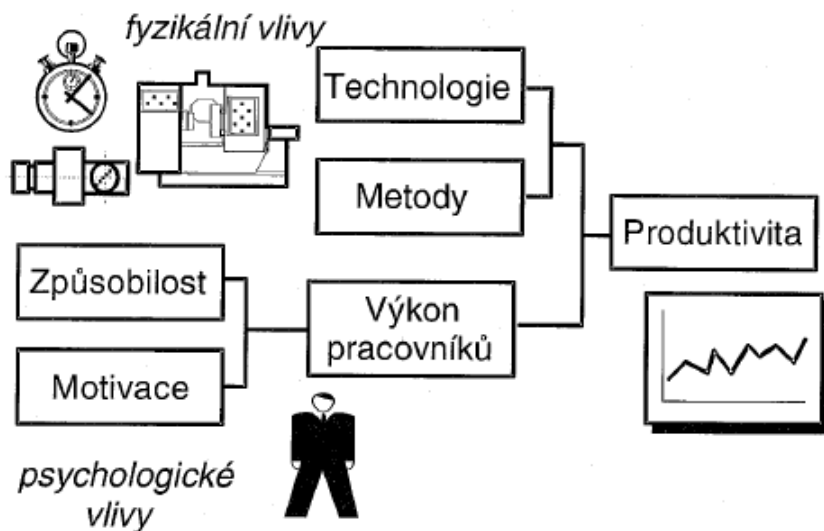 fyzikální vlivy
Technologie
Metody
Produktivita
Způsobilost
Výkon
pracovníků
Motivace
psychologické
vlivy